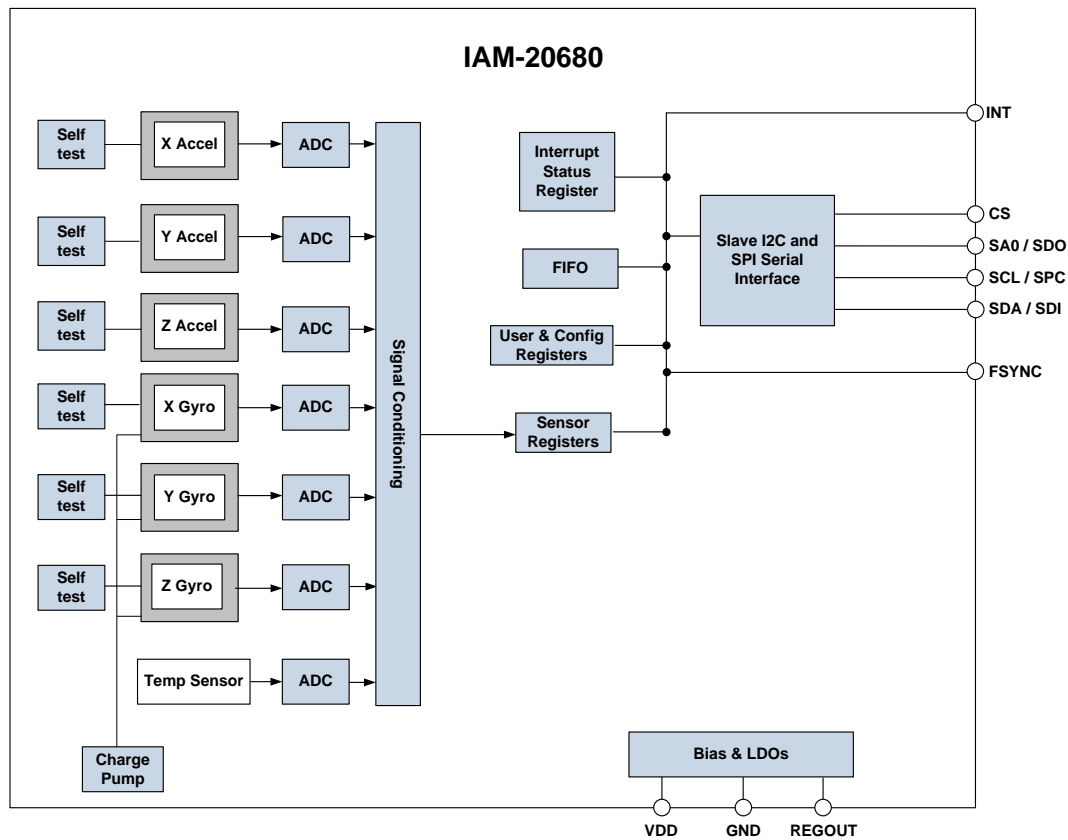 IAM-20680
Self
test
X Accel
ADC
Self
test
Y Accel
ADC
Self
test
Z Accel
ADC
Self
test
X Gyro
ADC
Self
test
Y Gyro
ADC
Self
test
Z Gyro
ADC
Temp Sensor
ADC
Charge
Pump
Signal Conditioning
Interrupt
Status
Register
FIFO
User & Config
Registers
Sensor
Registers
Slave I2C and
SPI Serial
Interface
INT
CS
SA0 / SDO
SCL / SPC
SDA / SDI
FSYNC
Bias & LDOs
VDD
GND
REGOUT